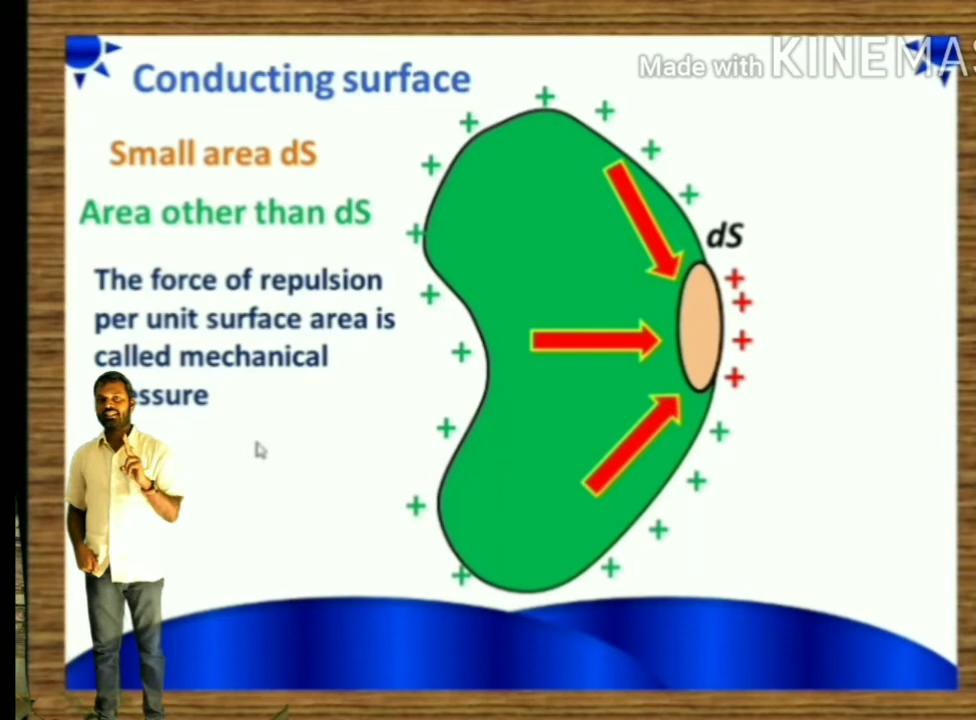 Made with KINEMAS
Conducting surface
Small area dS
Area other than dS
dS
The force of repulsion
per unit surface area is
called mechanical
essure